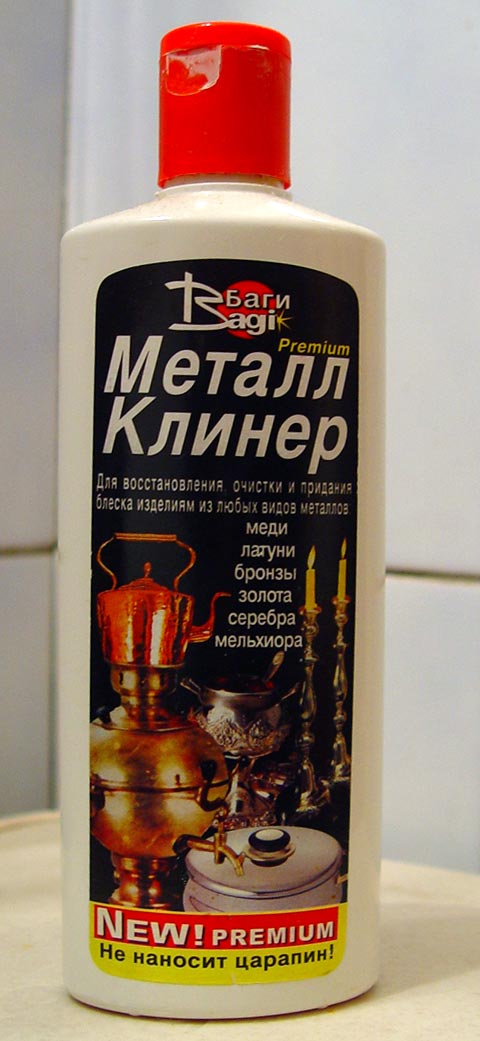 Баги
Bagi
Premium
Металл
Клинер
Для восстановления, очистки и придания
блеска изделиям из любых видов металлов
меди
латуни
бронзы
золота
серебра
мельхиора
NEW! PREMIUM
Не наносит царапин!